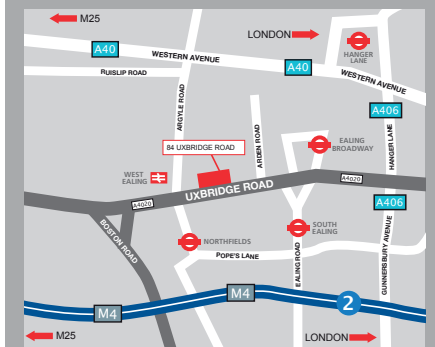 M25
LONDON
A40
WESTERN AVENUE
HANGER
LANE
RUISLIP ROAD
A40
WESTERN AVENUE
ARGYLE ROAD
A406
HANGER LANE
84 UXBRIDGE ROAD
ARDEN ROAD
EALING
BROADWAY
WEST
EALING
UXBRIDGE ROAD
A4020
A4020
A406
BOSTON ROAD
NORTHFIELDS
SOUTH
EALING
POPE'S LANE
EALING ROAD
GUNNERSBURY AVENUE
M4
M4
2
M25
LONDON